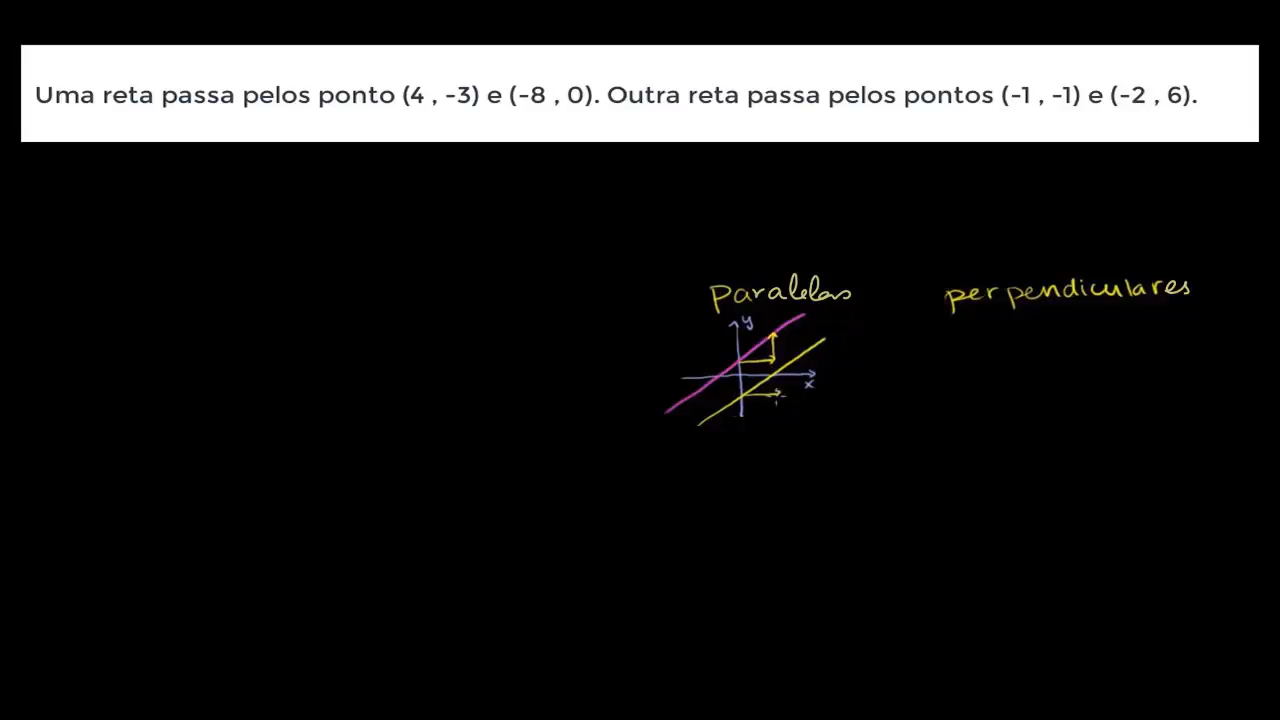 Uma reta passa pelos ponto (4 , -3) e (-8 , 0). Outra reta passa pelos pontos (-1 , -1) e (-2 , 6).
paralelas perpendiculares
y
x